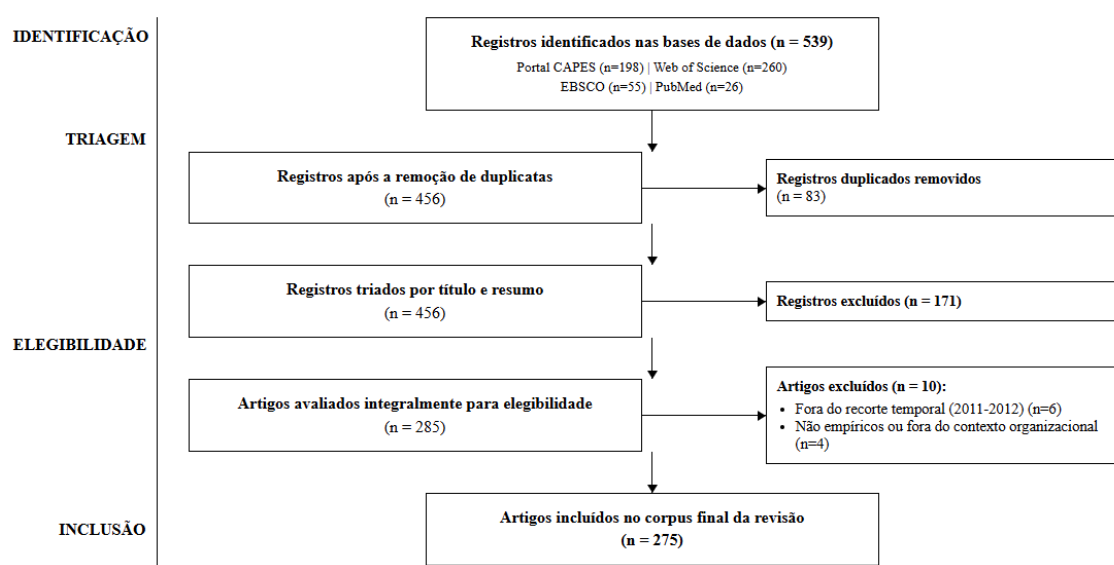 IDENTIFICAÇÃO
Registros identificados nas bases de dados (n = 539)
Portal CAPES (n=198) | Web of Science (n=260)
EBSCO (n=55) | PubMed (n=26)
TRIAGEM
Registros após a remoção de duplicatas
(n = 456)
Registros duplicados removidos
(n = 83)
Registros triados por título e resumo
(n = 456)
Registros excluídos (n = 171)
ELEGIBILIDADE
Artigos avaliados integralmente para elegibilidade
(n = 285)
Artigos excluídos (n = 10):
• Fora do recorte temporal (2011-2012) (n=6)
• Não empíricos ou fora do contexto organizacional
(n=4)
INCLUSÃO
Artigos incluídos no corpus final da revisão
(n = 275)